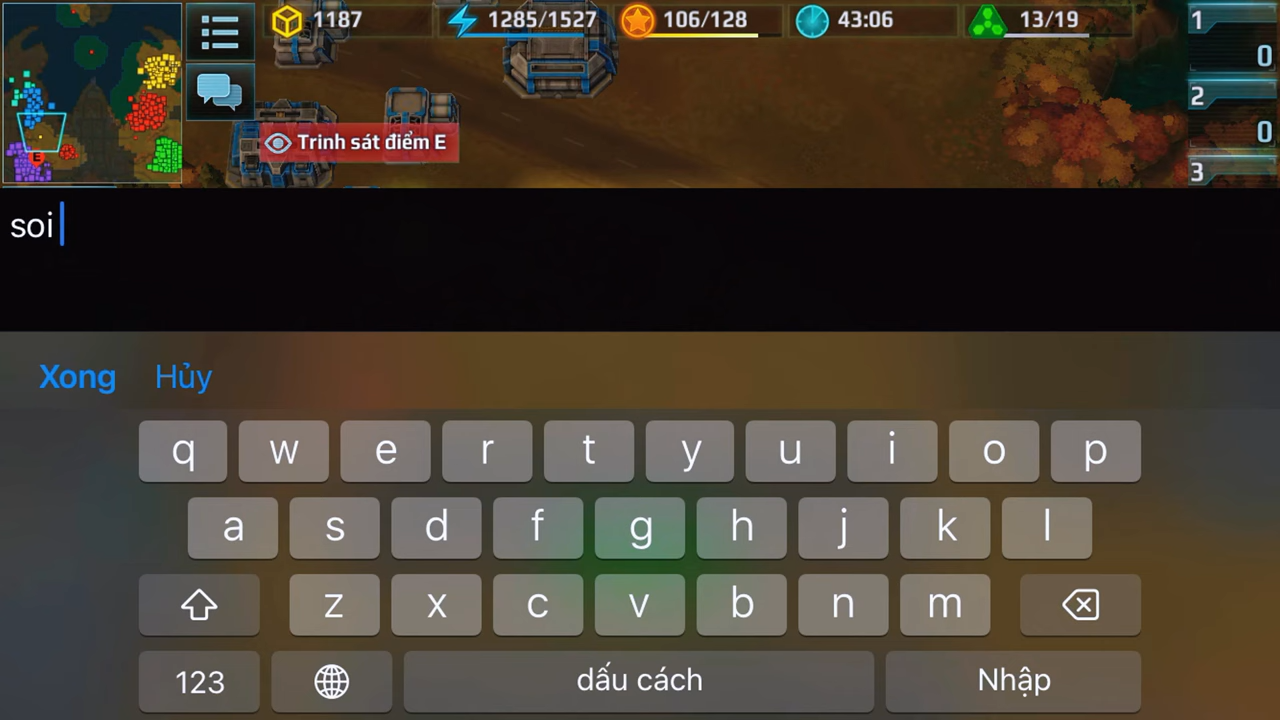 1187
1285/1527
106/128
43:06
13/19
1
0
2
0
3
Trinh sát điểm E
E
soi
Xong Hủy
q w e r t y u i o p
a s d f g h j k l
z x c v b n m
123 dấu cách Nhập